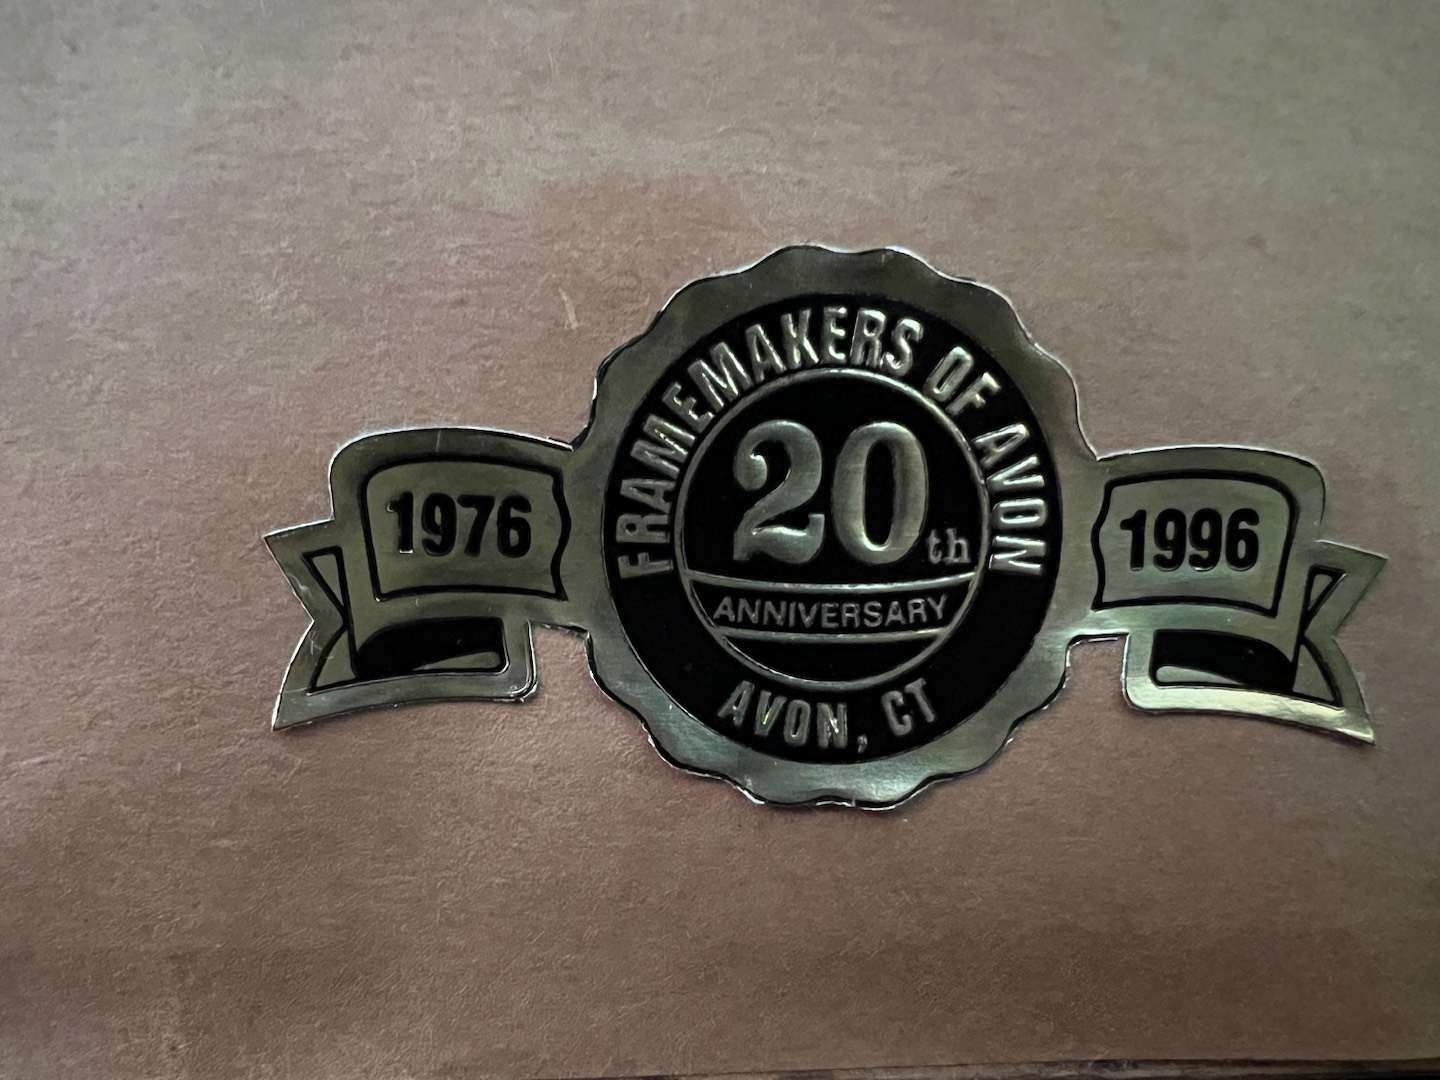 FRAMEMAKERS OF AVON
1976
20th
1996
ANNIVERSARY
AVON, CT